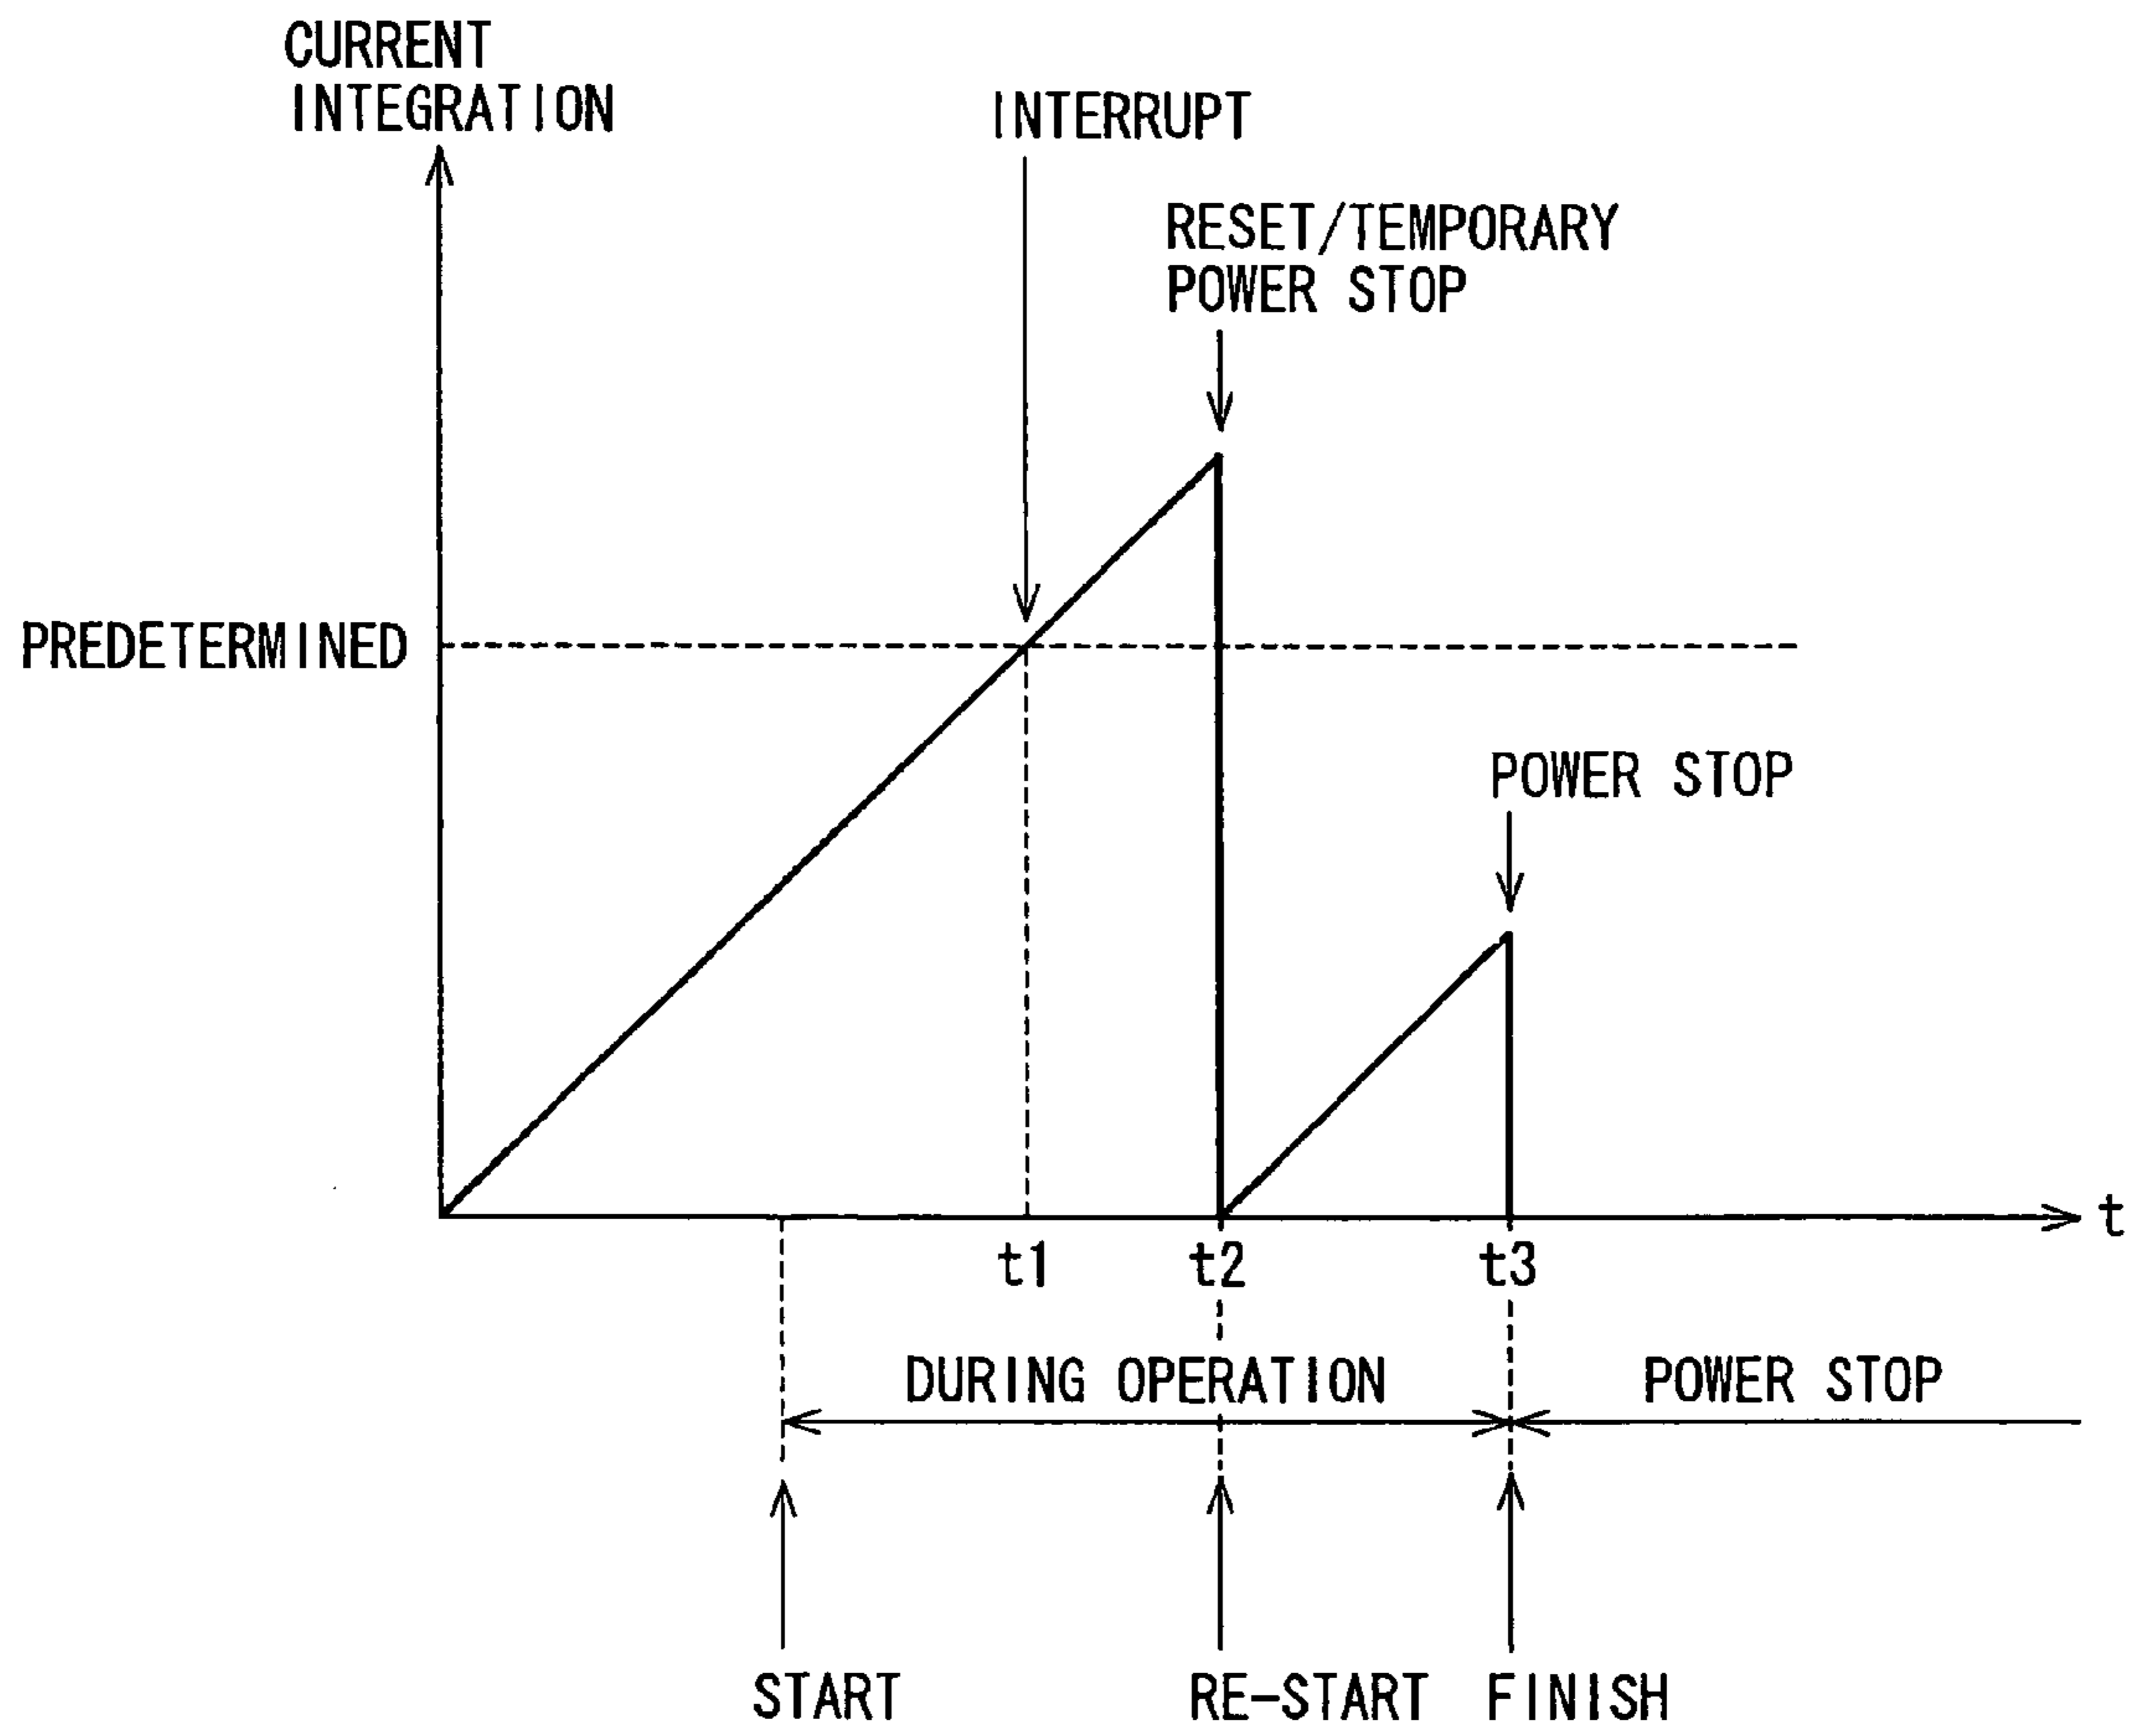 CURRENT
INTEGRATION
INTERRUPT
RESET/TEMPORARY
POWER STOP
PREDETERMINED
POWER STOP
t
t1
t2
t3
DURING OPERATION
POWER STOP
START
RE-START
FINISH